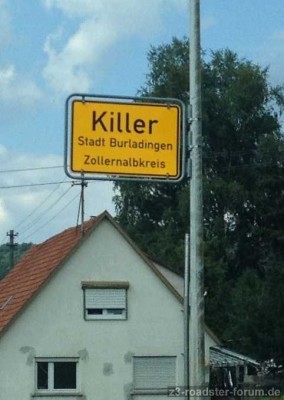 Killer
Stadt Burladingen
Zollernalbkreis
z3-roadster-forum.de